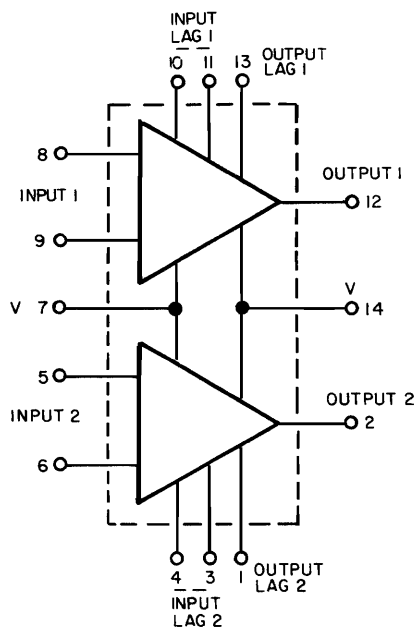 INPUT
LAG 1
10 11 13 OUTPUT
LAG 1
8
INPUT 1
OUTPUT 1
12
9
V 7
V
14
5
INPUT 2
OUTPUT 2
2
6
4 3 1 OUTPUT
LAG 2
INPUT
LAG 2